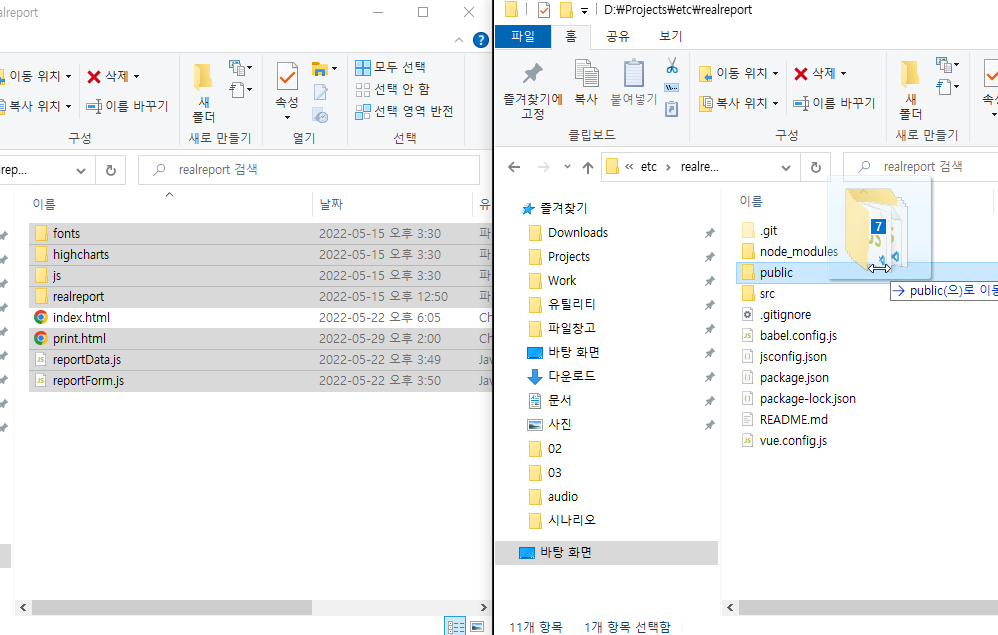 alreport
이동 위치
삭제
복사 위치
이름 바꾸기
구성
새
폴더
새로 만들기
속성
열기
모두 선택
선택 안 함
선택 영역 반전
선택
rep...
realreport 검색
이름
날짜
유
fonts
2022-05-15 오후 3:30
파
highcharts
2022-05-15 오후 3:30
파
js
2022-05-15 오후 3:30
파
realreport
2022-05-15 오후 12:50
파
index.html
2022-05-22 오후 6:05
Ch
print.html
2022-05-29 오후 2:00
Ch
reportData.js
2022-05-22 오후 3:49
Jav
reportForm.js
2022-05-22 오후 3:50
Jav
D:₩Projects₩etc₩realreport
파일
홈
공유
보기
즐겨찾기에
고정
복사
붙여넣기
클립보드
이동 위치
삭제
복사 위치
이름 바꾸기
구성
새
폴더
새로 만들기
속성
« etc › realre...
realreport 검색
즐겨찾기
Downloads
Projects
Work
유틸리티
파일창고
바탕 화면
다운로드
문서
사진
02
03
audio
시나리오
바탕 화면
이름
.git
node_modules
public
src
.gitignore
babel.config.js
jsconfig.json
package.json
package-lock.json
README.md
vue.config.js
7
public(으)로 이동
11개 항목
1개 항목 선택함